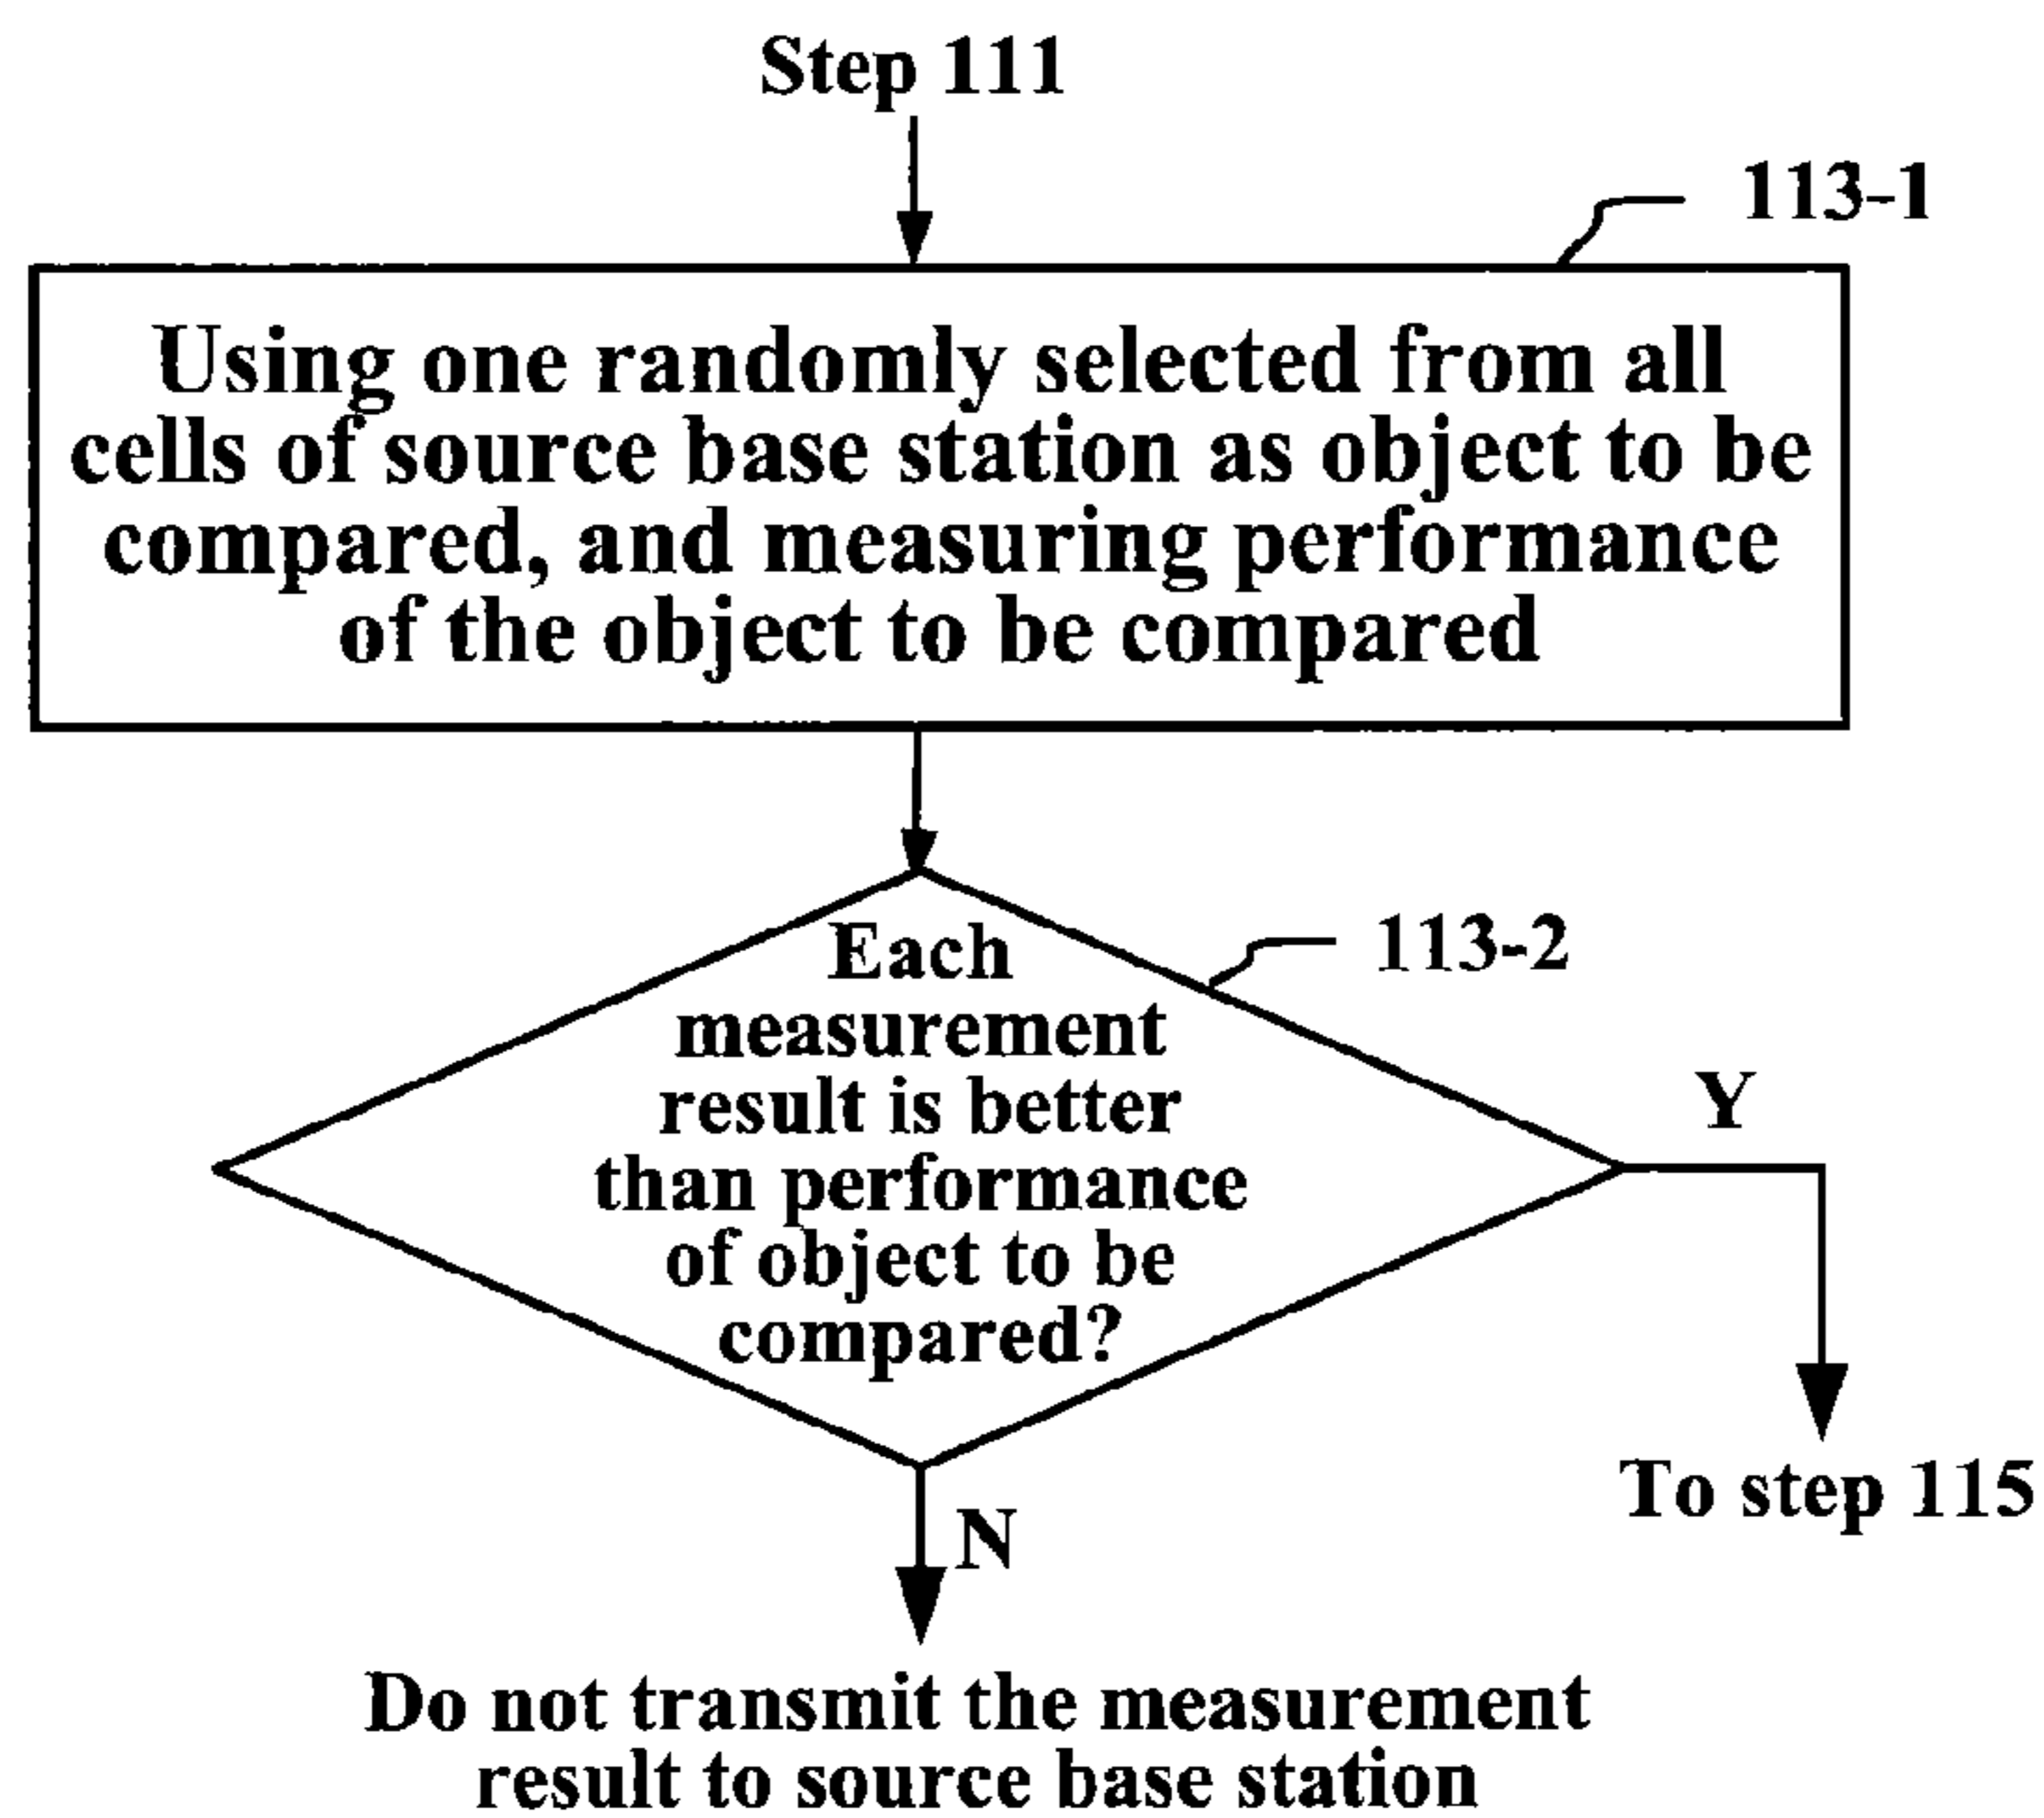 Step 111
113-1
Using one randomly selected from all
cells of source base station as object to be
compared, and measuring performance
of the object to be compared
Each
113-2
measurement
result is better
than performance
of object to be
compared?
Y
To step 115
N
Do not transmit the measurement
result to source base station